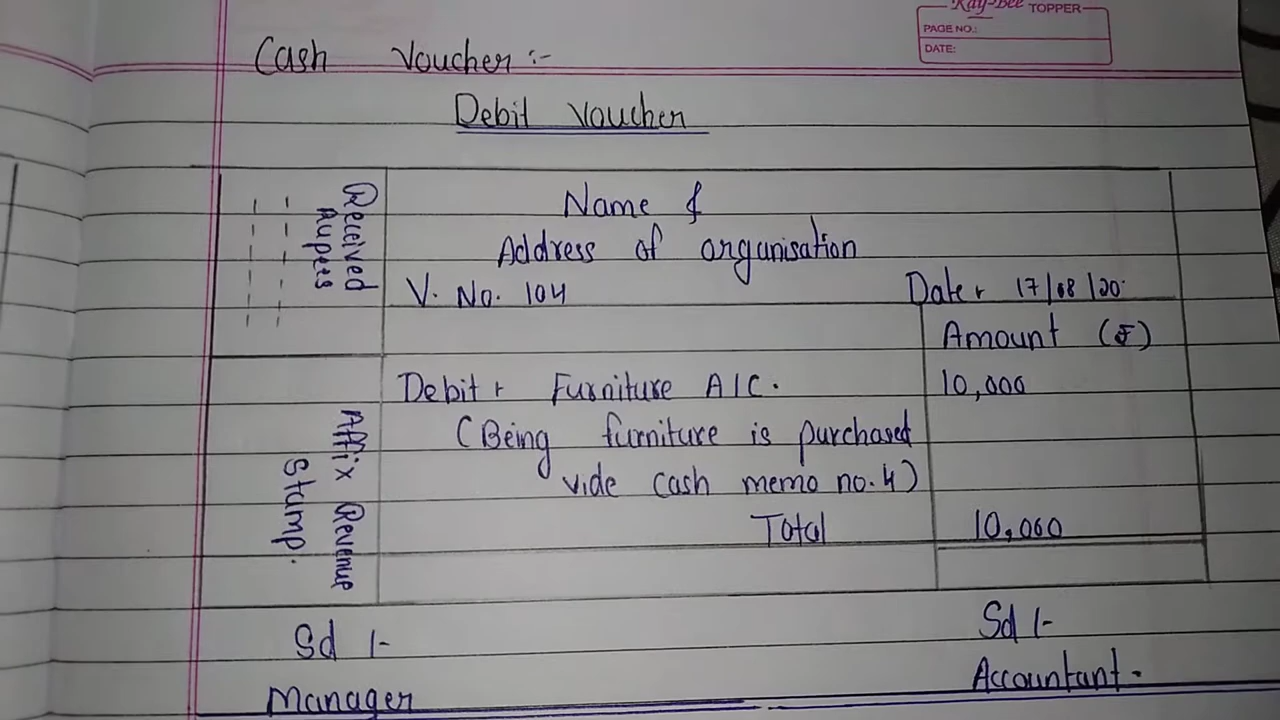 Kay-Bee TOPPER
PAGE NO.:
DATE:
Cash Voucher :-
Debit Voucher
Received
Rupees
Name &
Address of organisation
V. No. 104
Date - 17/08/20
Amount (₹)
Debit - Furniture A/C.
10,000
(Being furniture is purchased
vide cash memo no. 4)
Total
10,000
Affix Revenue
Stamp.
Sd /-
Manager
Sd /-
Accountant.